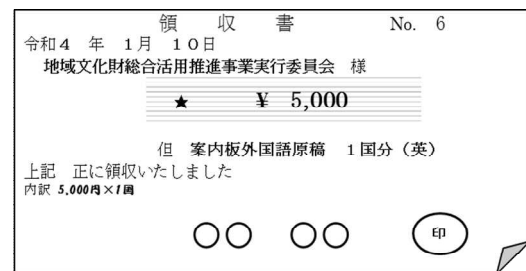 領 収 書 No. 6
令和4 年 1月 10日
地域文化財総合活用推進事業実行委員会 様
★ ¥ 5,000
但 案内板外国語原稿 1国分（英）
上記 正に領収いたしました
内訳 5,000円×1国
○○ ○○ 印